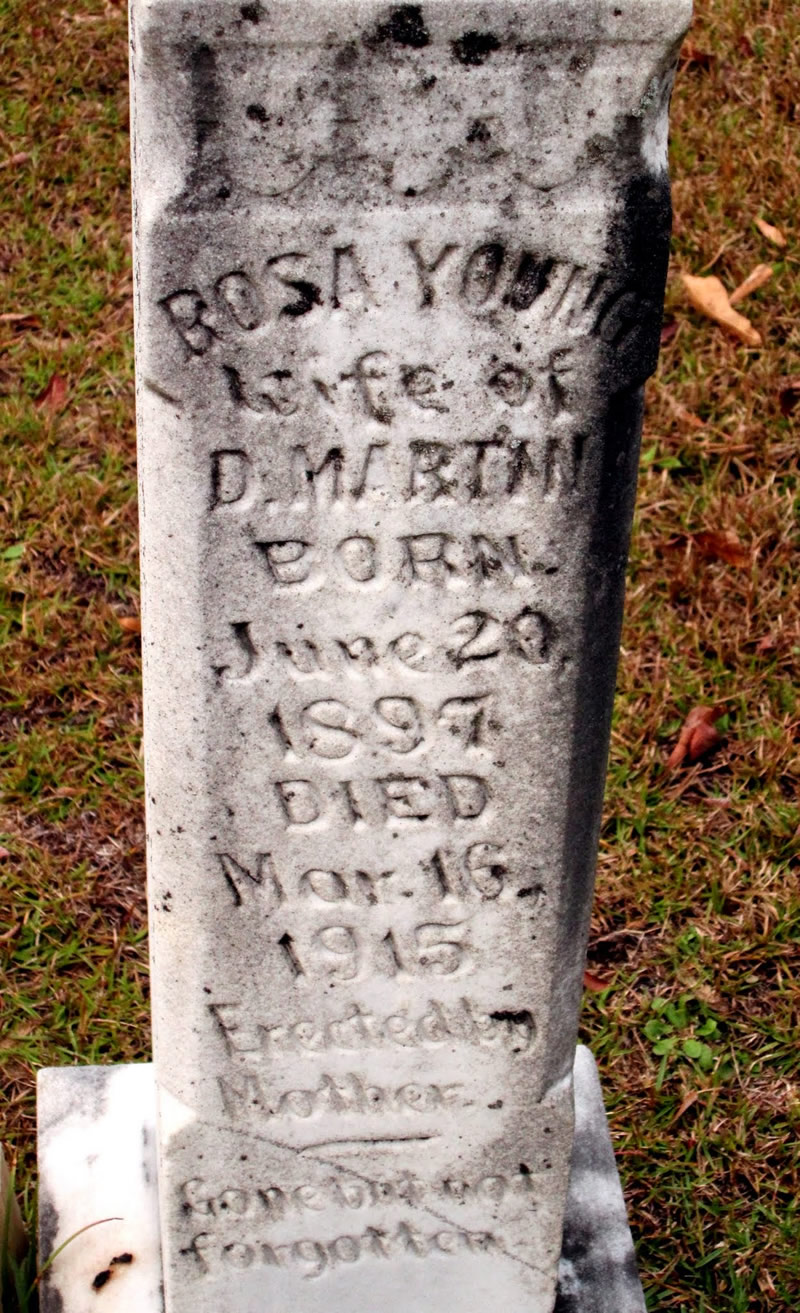 ROSA YOUNG
Wife of
D. MARTIN
BORN
June 20,
1897
DIED
Mar. 16,
1915
Erected by
Mother.
Gone but not
forgotten